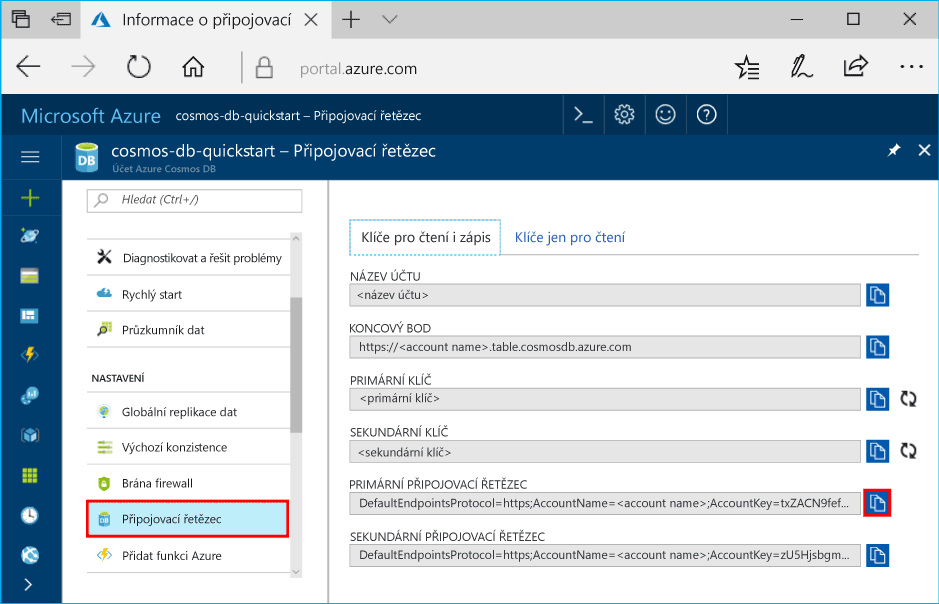 Informace o připojovací
portal.azure.com
Microsoft Azure cosmos-db-quickstart – Připojovací řetězec
cosmos-db-quickstart – Připojovací řetězec
Účet Azure Cosmos DB
Hledat (Ctrl+/)
Diagnostikovat a řešit problémy
Rychlý start
Průzkumník dat
NASTAVENÍ
Globální replikace dat
Výchozí konzistence
Brána firewall
Připojovací řetězec
Přidat funkci Azure
Klíče pro čtení i zápis Klíče jen pro čtení
NÁZEV ÚČTU
<název účtu>
KONCOVÝ BOD
https://<account name>.table.cosmosdb.azure.com
PRIMÁRNÍ KLÍČ
<primární klíč>
SEKUNDÁRNÍ KLÍČ
<sekundární klíč>
PRIMÁRNÍ PŘIPOJOVACÍ ŘETĚZEC
DefaultEndpointsProtocol=https;AccountName=<account name>;AccountKey=txZACN9fef...
SEKUNDÁRNÍ PŘIPOJOVACÍ ŘETĚZEC
DefaultEndpointsProtocol=https;AccountName=<account name>;AccountKey=zU5Hjsbgm...